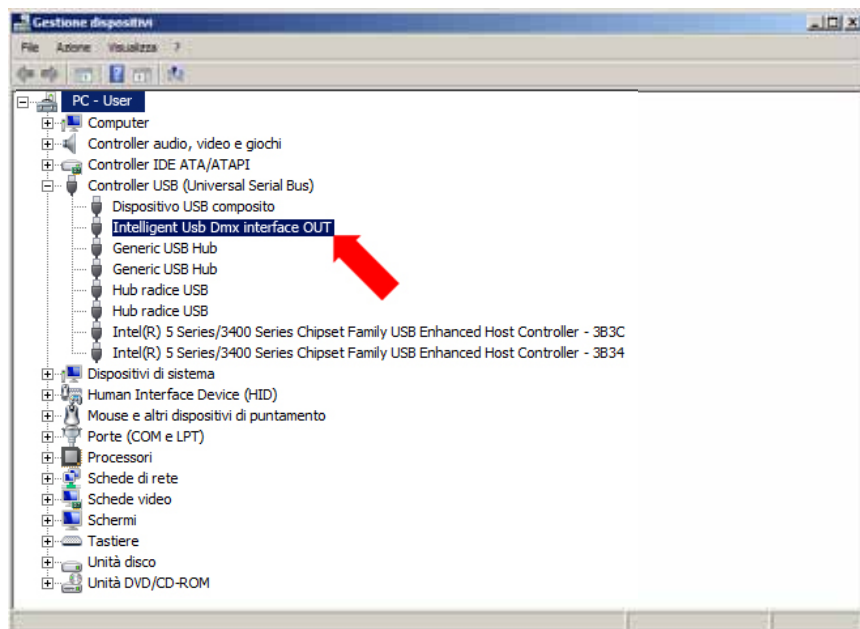 Gestione dispositivi
File Azione Visualizza ?
PC - User
Computer
Controller audio, video e giochi
Controller IDE ATA/ATAPI
Controller USB (Universal Serial Bus)
Dispositivo USB composito
Intelligent Usb Dmx interface OUT
Generic USB Hub
Generic USB Hub
Hub radice USB
Hub radice USB
Intel(R) 5 Series/3400 Series Chipset Family USB Enhanced Host Controller - 3B3C
Intel(R) 5 Series/3400 Series Chipset Family USB Enhanced Host Controller - 3B34
Dispositivi di sistema
Human Interface Device (HID)
Mouse e altri dispositivi di puntamento
Porte (COM e LPT)
Processori
Schede di rete
Schede video
Schermi
Tastiere
Unità disco
Unità DVD/CD-ROM